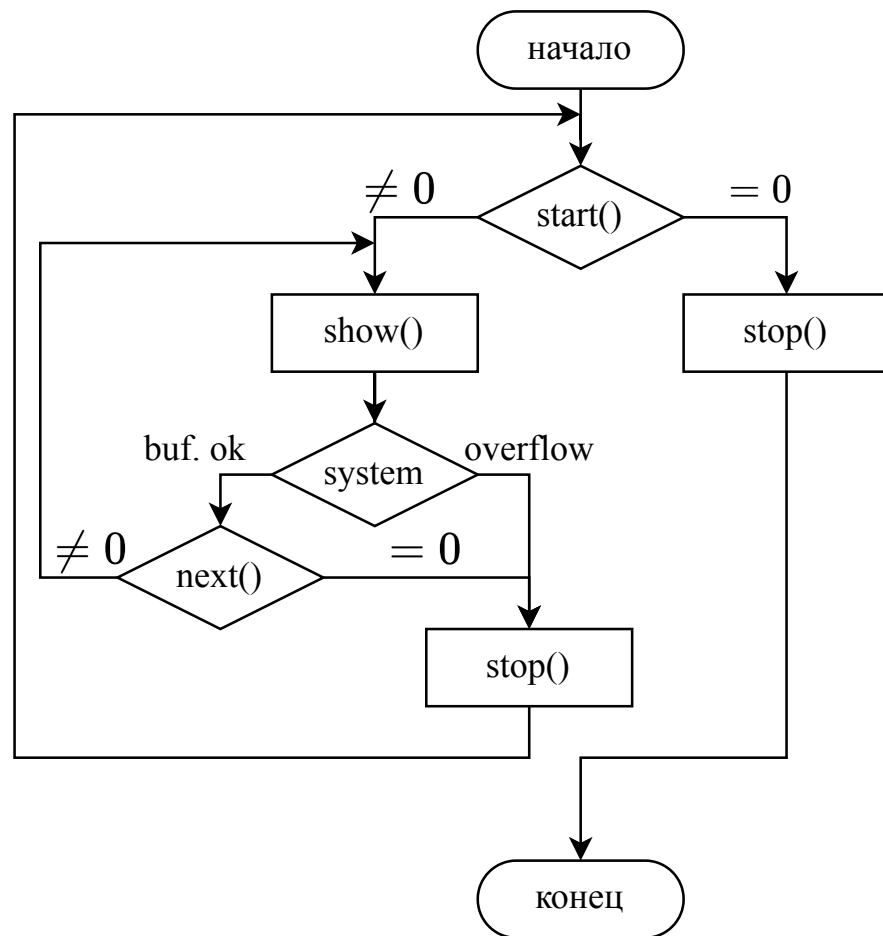 начало
≠ 0
= 0
start()
show()
stop()
buf. ok
overflow
system
≠ 0
= 0
next()
stop()
конец